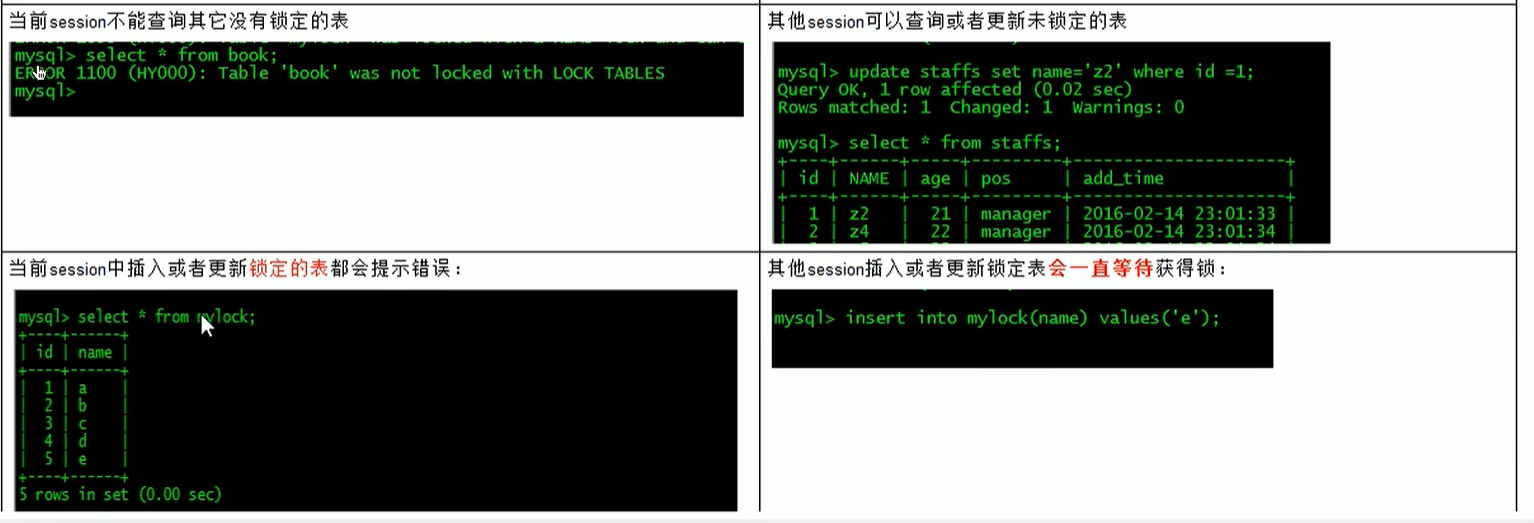 当前session不能查询其它没有锁定的表
mysql> select * from book;
ERROR 1100 (HY000): Table 'book' was not locked with LOCK TABLES
mysql>
其他session可以查询或者更新未锁定的表
mysql> update staffs set name='z2' where id =1;
Query OK, 1 row affected (0.02 sec)
Rows matched: 1  Changed: 1  Warnings: 0
mysql> select * from staffs;
+----+------+-----+---------+---------------------+
| id | NAME | age | pos     | add_time            |
+----+------+-----+---------+---------------------+
|  1 | z2   |  21 | manager | 2016-02-14 23:01:33 |
|  2 | z4   |  22 | manager | 2016-02-14 23:01:34 |
当前session中插入或者更新锁定的表都会提示错误：
mysql> select * from mylock;
+----+------+
| id | name |
+----+------+
|  1 | a    |
|  2 | b    |
|  3 | c    |
|  4 | d    |
|  5 | e    |
+----+------+
5 rows in set (0.00 sec)
其他session插入或者更新锁定表会一直等待获得锁：
mysql> insert into mylock(name) values('e');